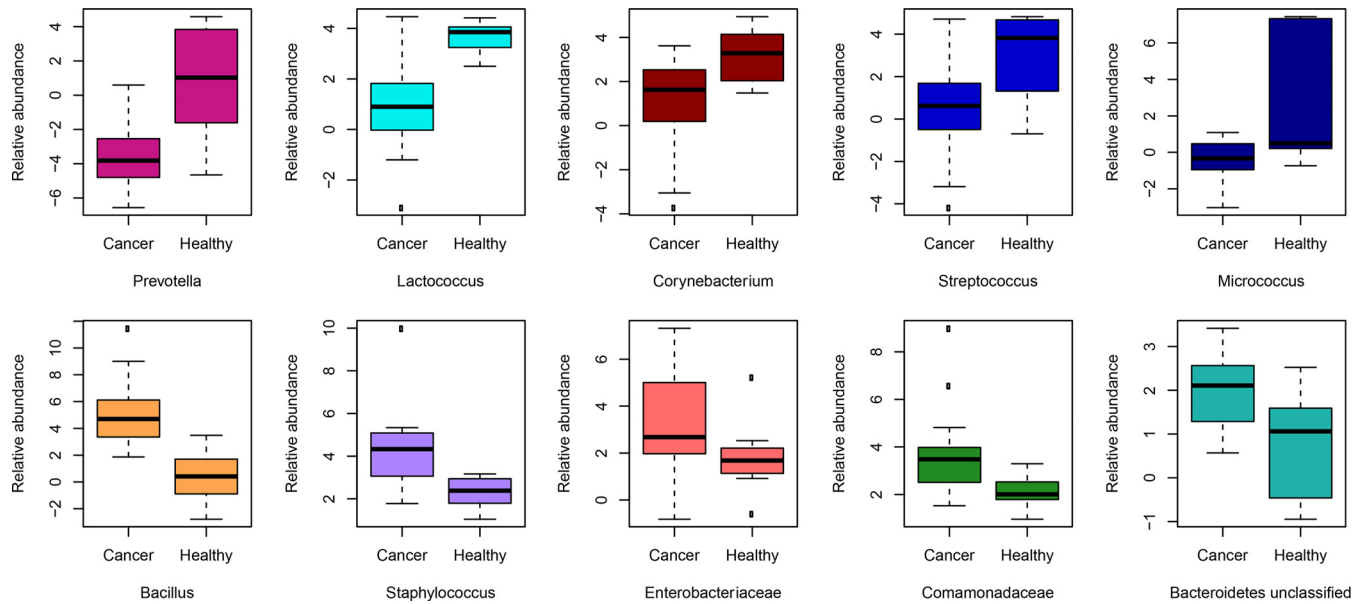 Relative abundance
4
2
0
−2
−4
−6
Cancer Healthy
Prevotella
Relative abundance
4
2
0
−2
Cancer Healthy
Lactococcus
Relative abundance
4
2
0
−2
−4
Cancer Healthy
Corynebacterium
Relative abundance
4
2
0
−2
−4
Cancer Healthy
Streptococcus
Relative abundance
6
4
2
0
−2
Cancer Healthy
Micrococcus
Relative abundance
10
8
6
4
2
0
−2
Cancer Healthy
Bacillus
Relative abundance
10
8
6
4
2
Cancer Healthy
Staphylococcus
Relative abundance
6
4
2
0
Cancer Healthy
Enterobacteriaceae
Relative abundance
8
6
4
2
Cancer Healthy
Comamonadaceae
Relative abundance
3
2
1
0
−1
Cancer Healthy
Bacteroidetes unclassified